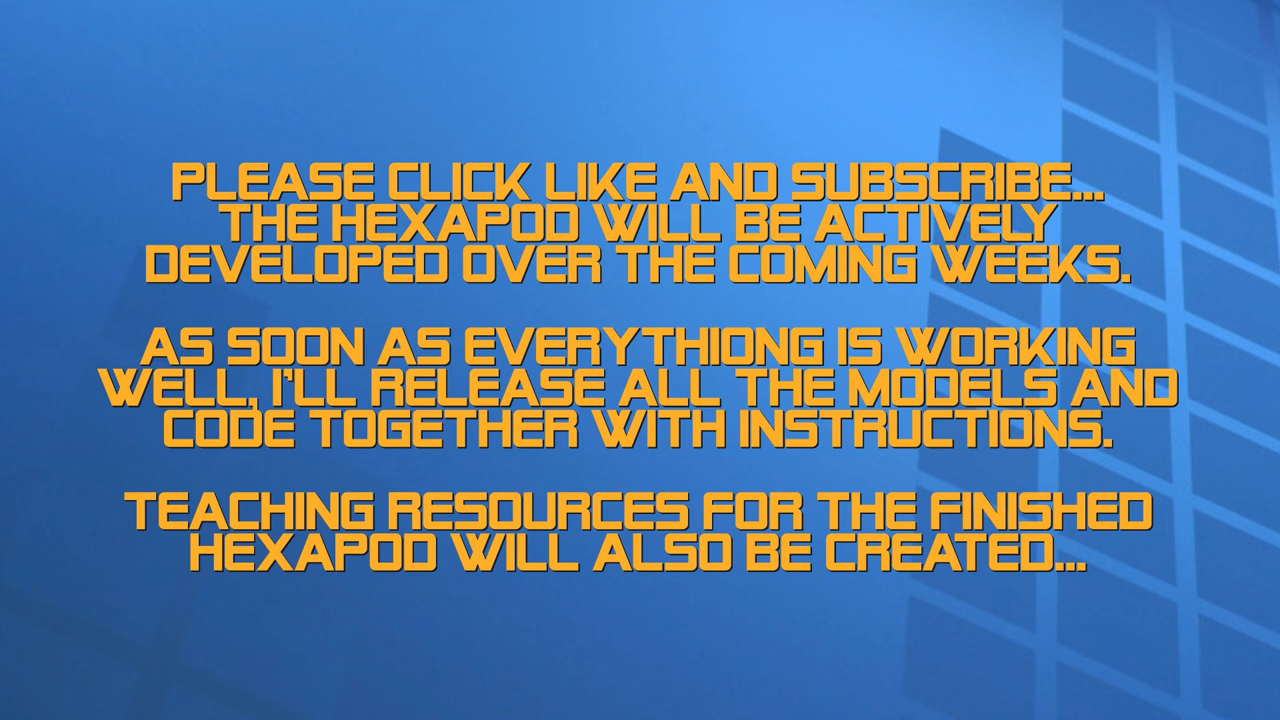 PLEASE CLICK LIKE AND SUBSCRIBE...
THE HEXAPOD WILL BE ACTIVELY
DEVELOPED OVER THE COMING WEEKS.
AS SOON AS EVERYTHIONG IS WORKING
WELL, I'LL RELEASE ALL THE MODELS AND
CODE TOGETHER WITH INSTRUCTIONS.
TEACHING RESOURCES FOR THE FINISHED
HEXAPOD WILL ALSO BE CREATED...